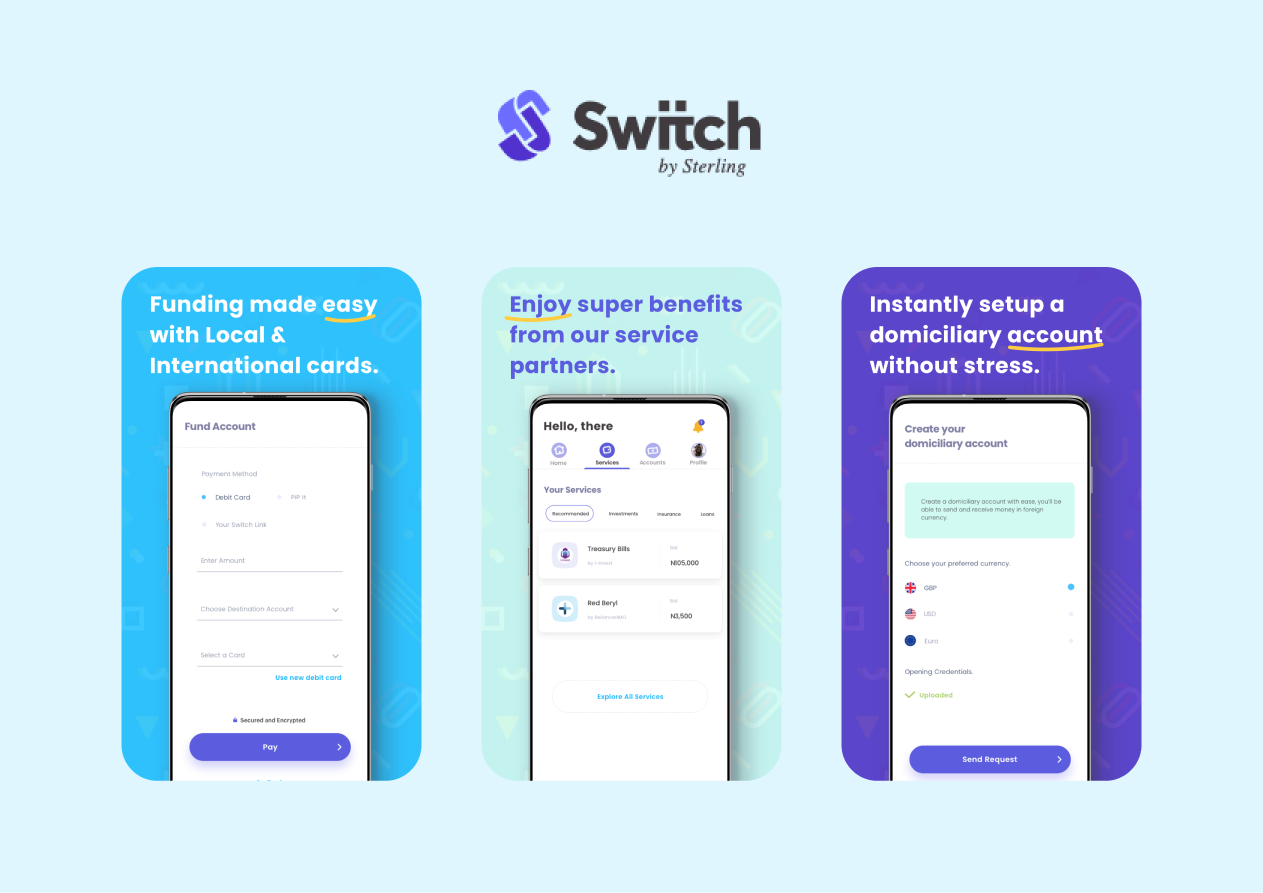 Switch
by Sterling
Funding made easy
with Local &
International cards.
Fund Account
Payment Method
Debit Card
PIP It
Your Switch Link
Enter Amount
Choose Destination Account
Select a Card
Use new debit card
Secured and Encrypted
Pay
Enjoy super benefits
from our service
partners.
Hello, there
Home
Services
Accounts
Profile
Your Services
Recommended
Investments
Insurance
Loans
Treasury Bills
by I-invest
₦105,000
Red Beryl
by RelianceHMO
₦3,500
Explore All Services
Instantly setup a
domiciliary account
without stress.
Create your
domiciliary account
Create a domiciliary account with ease, you'll be
able to send and receive money in foreign
currency.
Choose your preferred currency.
GBP
USD
Euro
Opening Credentials.
Uploaded
Send Request